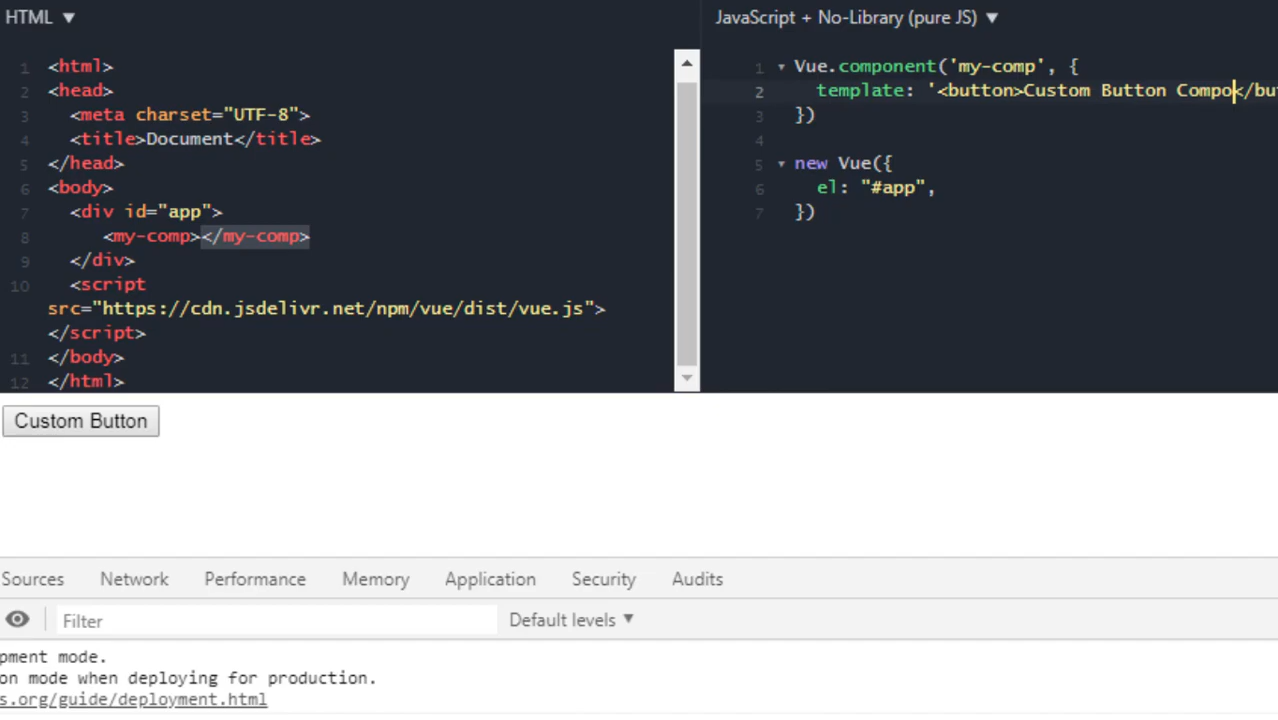 HTML ▼
1 <html>
2 <head>
3 <meta charset="UTF-8">
4 <title>Document</title>
5 </head>
6 <body>
7 <div id="app">
8 <my-comp></my-comp>
9 </div>
10 <script
src="https://cdn.jsdelivr.net/npm/vue/dist/vue.js">
</script>
11 </body>
12 </html>
JavaScript + No-Library (pure JS) ▼
1 ▾ Vue.component('my-comp', {
2 template: '<button>Custom Button Compo</but
3 })
4
5 ▾ new Vue({
6 el: "#app",
7 })
Custom Button
Sources Network Performance Memory Application Security Audits
Filter Default levels ▼
pment mode.
on mode when deploying for production.
s.org/guide/deployment.html